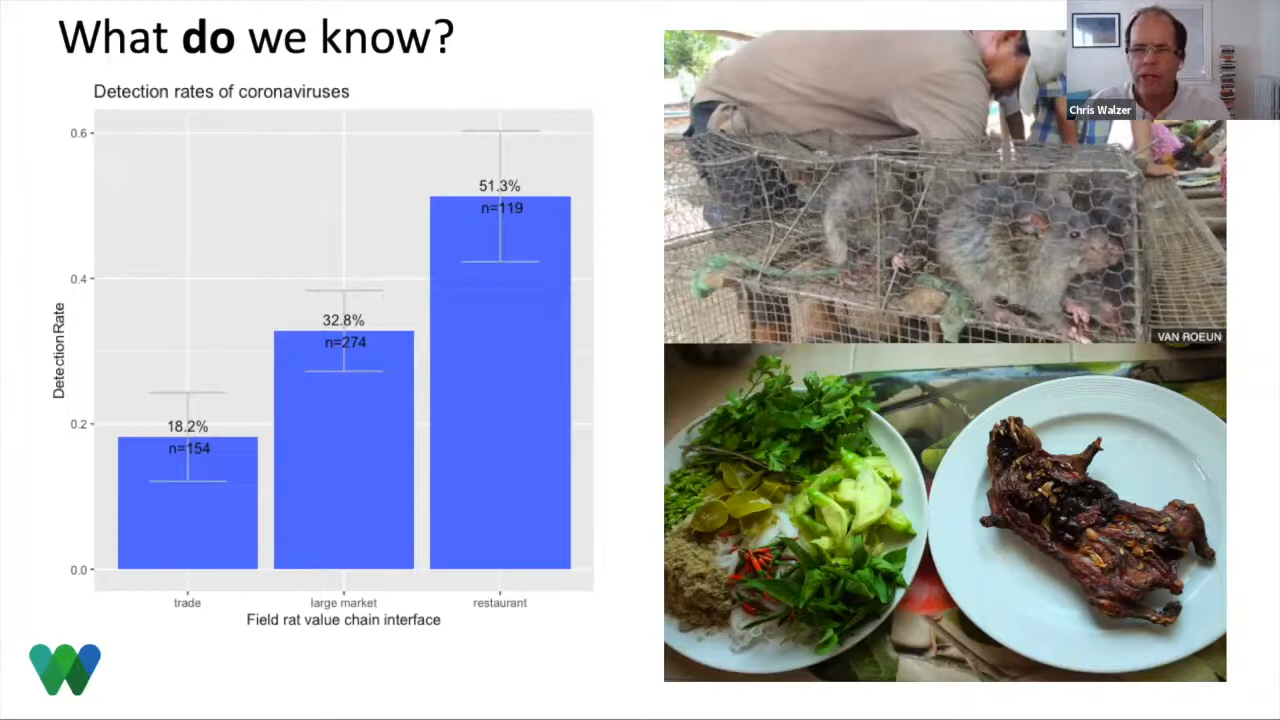 What do we know?
Detection rates of coronaviruses
0.6
0.4
0.2
0.0
DetectionRate
51.3%
n=119
32.8%
n=274
18.2%
n=154
trade
large market
restaurant
Field rat value chain interface
Chris Walzer
VAN ROEUN